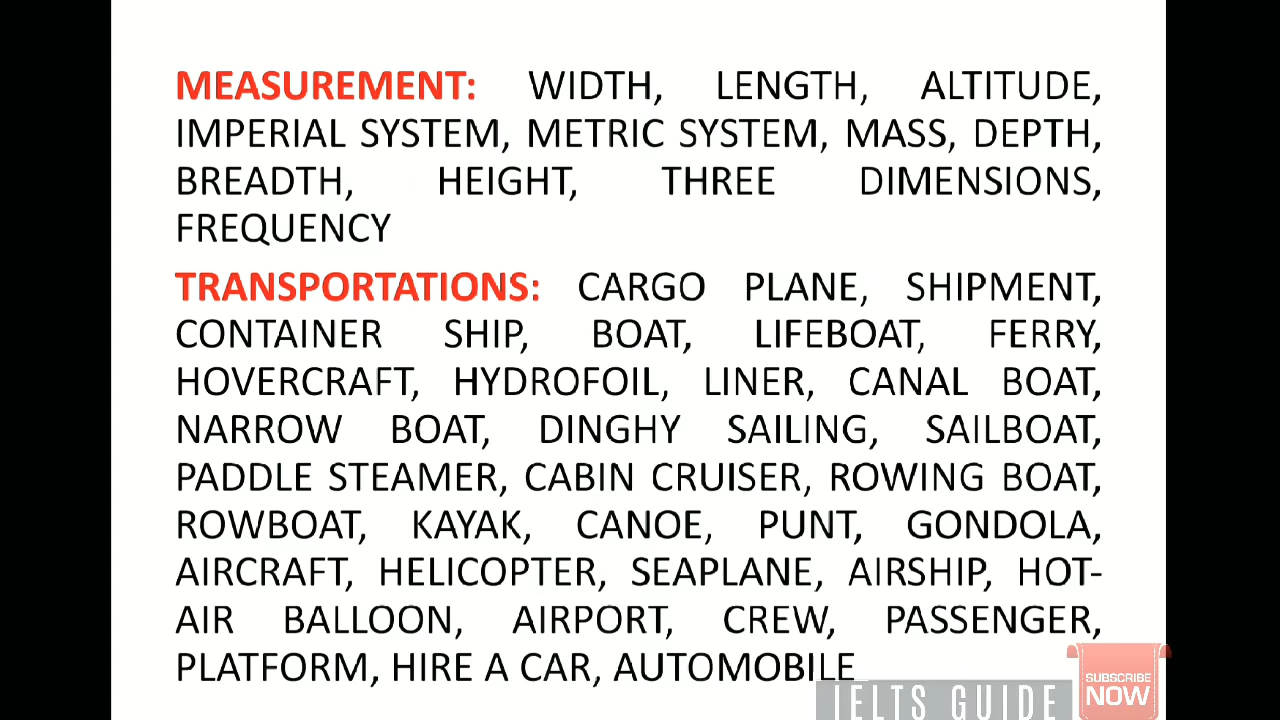 MEASUREMENT: WIDTH, LENGTH, ALTITUDE,
IMPERIAL SYSTEM, METRIC SYSTEM, MASS, DEPTH,
BREADTH, HEIGHT, THREE DIMENSIONS,
FREQUENCY
TRANSPORTATIONS: CARGO PLANE, SHIPMENT,
CONTAINER SHIP, BOAT, LIFEBOAT, FERRY,
HOVERCRAFT, HYDROFOIL, LINER, CANAL BOAT,
NARROW BOAT, DINGHY SAILING, SAILBOAT,
PADDLE STEAMER, CABIN CRUISER, ROWING BOAT,
ROWBOAT, KAYAK, CANOE, PUNT, GONDOLA,
AIRCRAFT, HELICOPTER, SEAPLANE, AIRSHIP, HOT-
AIR BALLOON, AIRPORT, CREW, PASSENGER,
PLATFORM, HIRE A CAR, AUTOMOBILE
IELTS GUIDE
SUBSCRIBE
NOW